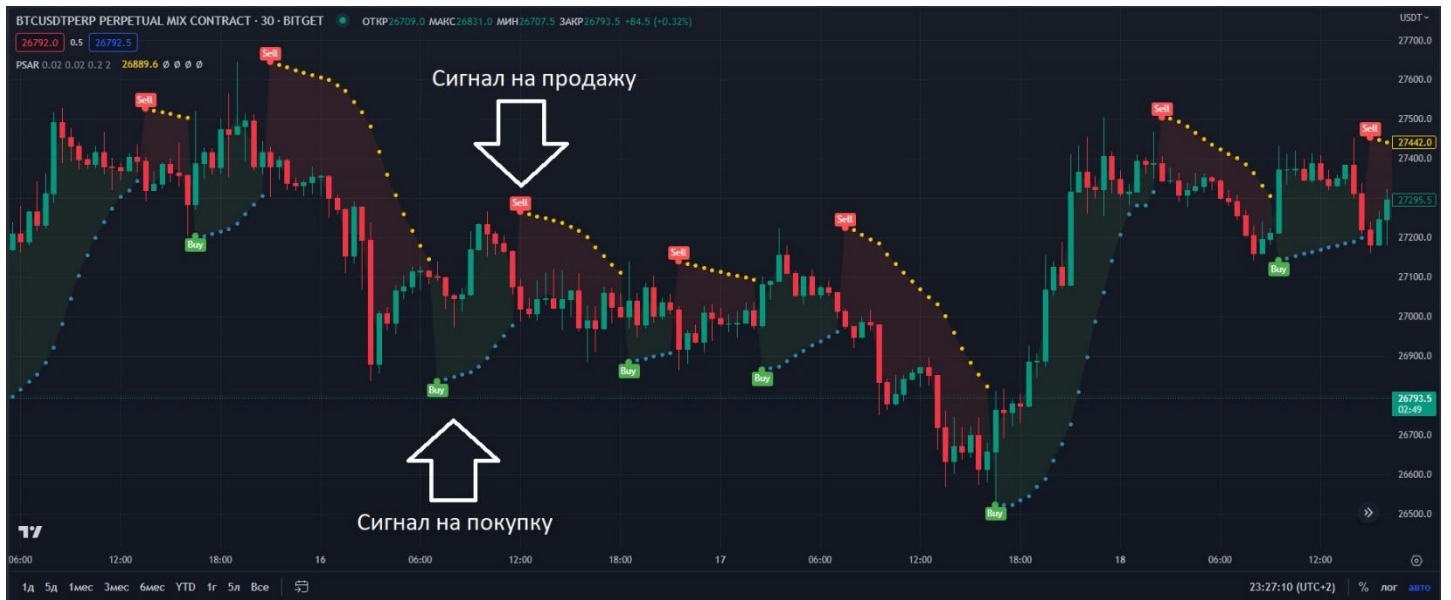 BTCUSDTPERP PERPETUAL MIX CONTRACT · 30 · BITGET ОТКР26709.0 МАКС26831.0 МИН26707.5 ЗАКР26793.5 +84.5 (+0.32%)
USDT
26792.0 0.5 26792.5
PSAR 0.02 0.02 0.2 2 26889.6 Ø Ø Ø Ø
27700.0
Sell
27600.0
Сигнал на продажу
Sell
27500.0
Sell
Sell
27442.0
27400.0
27300.0
27295.5
Sell
Sell
27200.0
Buy
Sell
Buy
27100.0
27000.0
26900.0
Buy
Buy
Buy
26793.5
02:49
26700.0
26600.0
Сигнал на покупку
Buy
26500.0
06:00 12:00 18:00 16 06:00 12:00 18:00 17 06:00 12:00 18:00 18 06:00 12:00
1д 5д 1мес 3мес 6мес YTD 1г 5л Все 23:27:10 (UTC+2) % лог авто